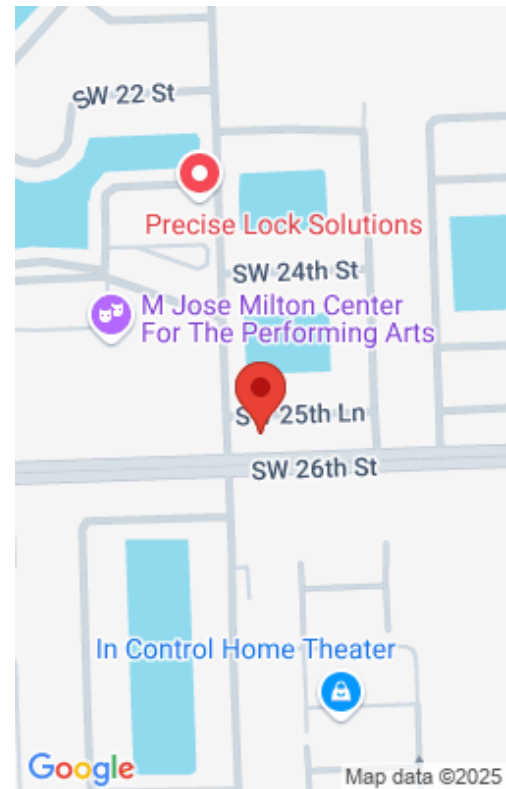 SW 22 St
Precise Lock Solutions
SW 24th St
M Jose Milton Center
For The Performing Arts
SW 25th Ln
SW 26th St
In Control Home Theater
Google
Map data ©2025